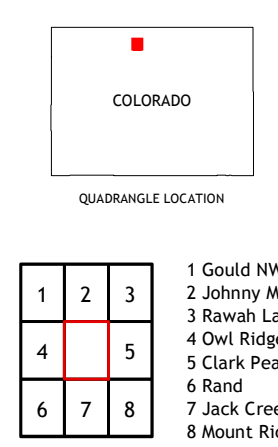 COLORADO
QUADRANGLE LOCATION
1 2 3
4 5
6 7 8
1 Gould NW
2 Johnny M
3 Rawah La
4 Owl Ridge
5 Clark Pea
6 Rand
7 Jack Cree
8 Mount Ric